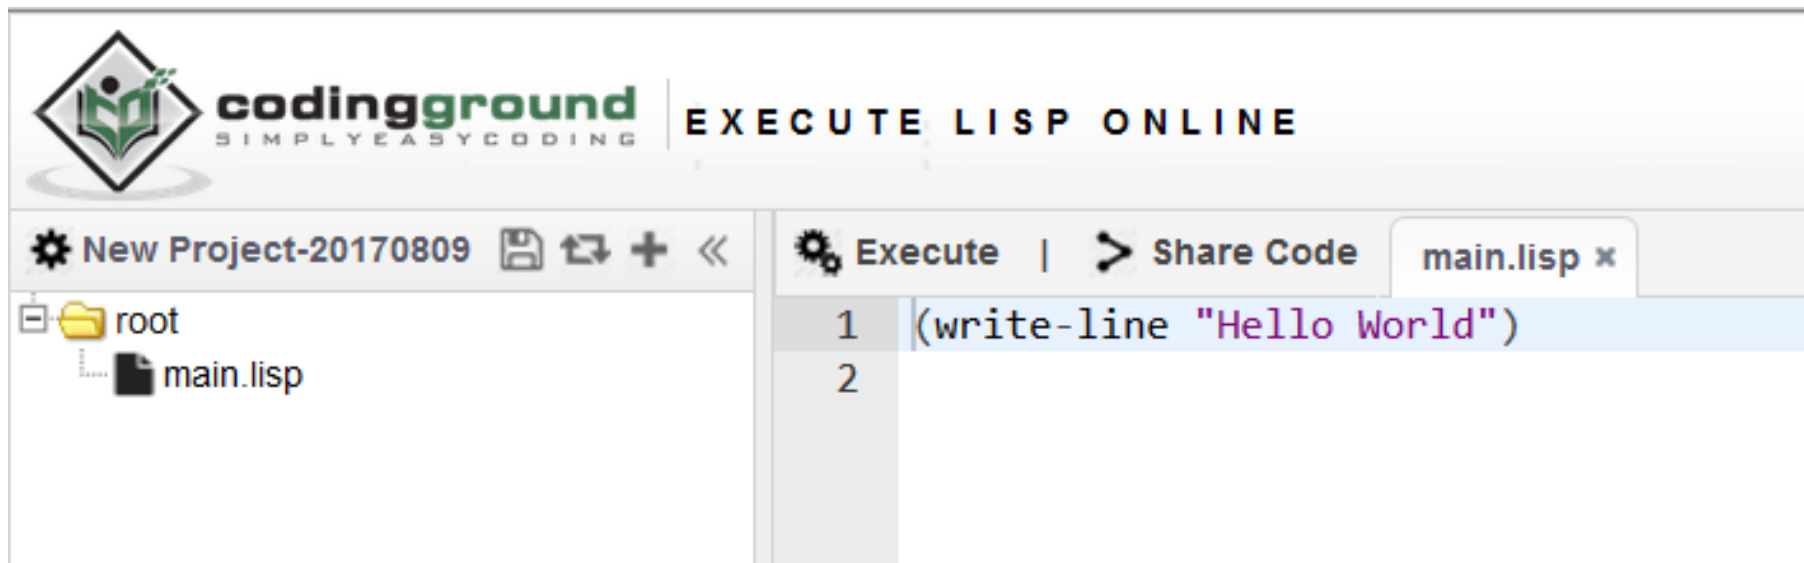 codingground
SIMPLYEASYCODING
EXECUTE LISP ONLINE
New Project-20170809
Execute | Share Code main.lisp ×
root
main.lisp
1 (write-line "Hello World")
2